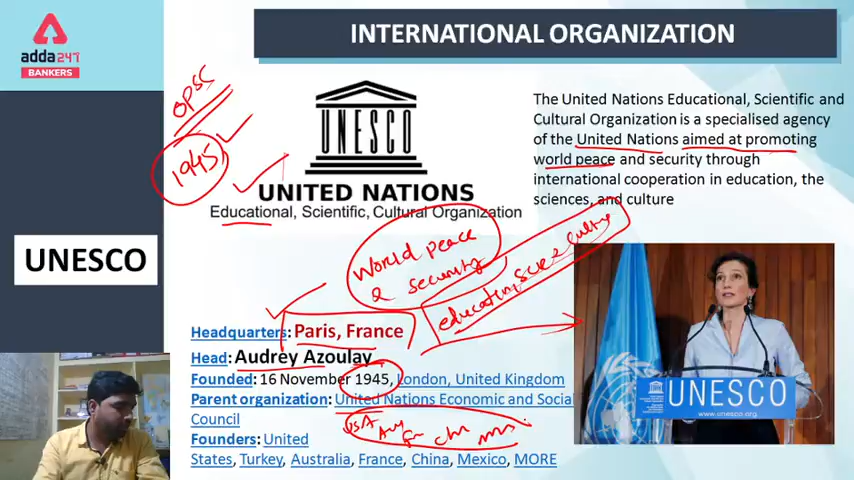 adda247
BANKERS
INTERNATIONAL ORGANIZATION
OPSC
1945,
UNESCO
UNITED NATIONS
Educational, Scientific, Cultural Organization
The United Nations Educational, Scientific and
Cultural Organization is a specialised agency
of the United Nations aimed at promoting
world peace and security through
international cooperation in education, the
sciences, and culture
UNESCO
World peace
& security
education, science & culture
Headquarters: Paris, France
Head: Audrey Azoulay
Founded: 16 November 1945, London, United Kingdom
Parent organization: United Nations Economic and Social
Council
USA
Founders: United
States, Turkey, Australia, France, China, Mexico, MORE
UNESCO
www.unesco.org